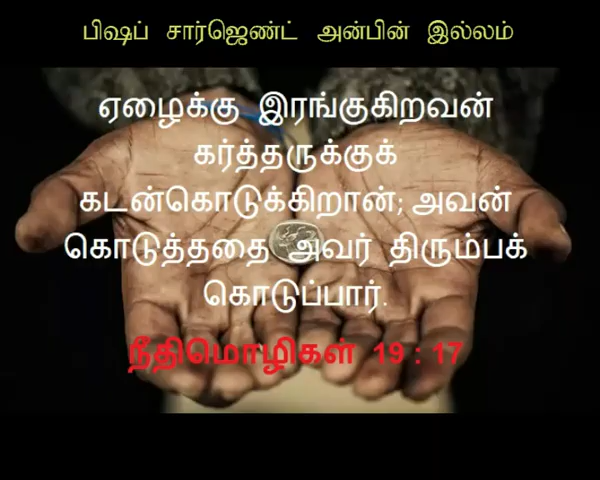 பிஷப் சார்ஜெண்ட் அன்பின் இல்லம்
ஏழைக்கு இரங்குகிறவன்
கர்த்தருக்குக்
கடன்கொடுக்கிறான்; அவன்
கொடுத்ததை அவர் திரும்பக்
கொடுப்பார்.
நீதிமொழிகள் 19 : 17